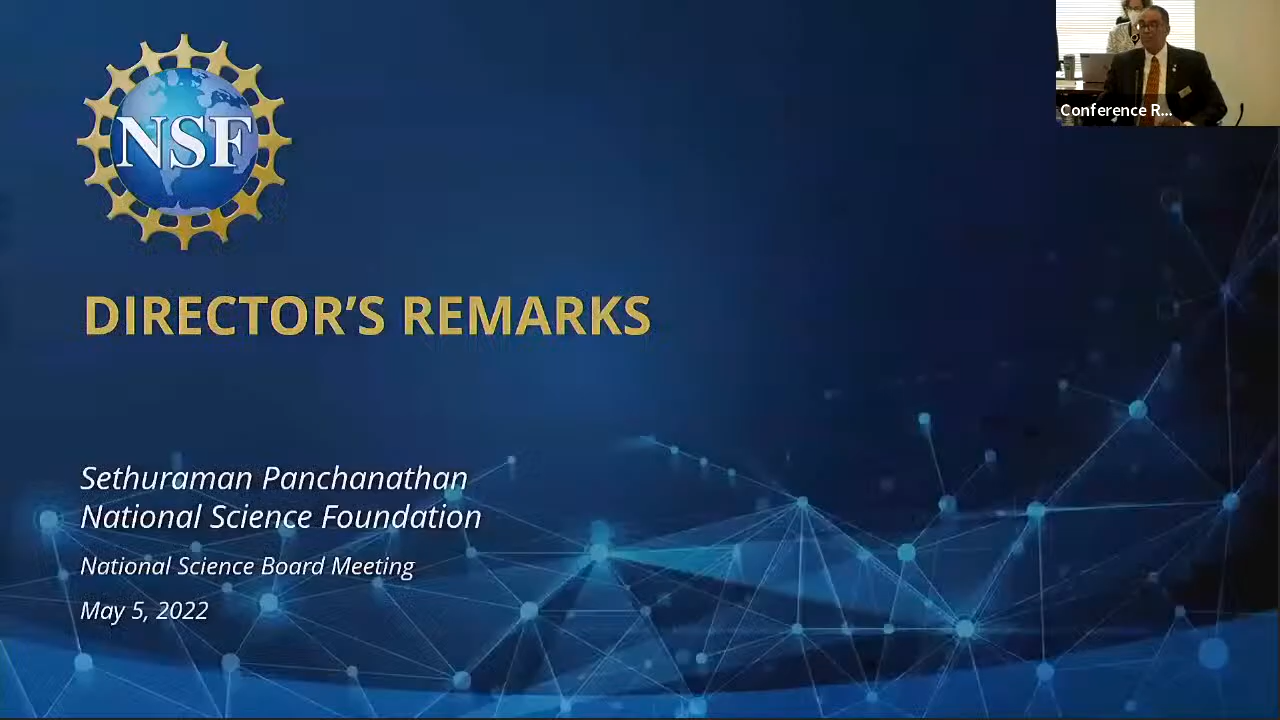 Conference R...
NSF
DIRECTOR’S REMARKS
Sethuraman Panchanathan
National Science Foundation
National Science Board Meeting
May 5, 2022